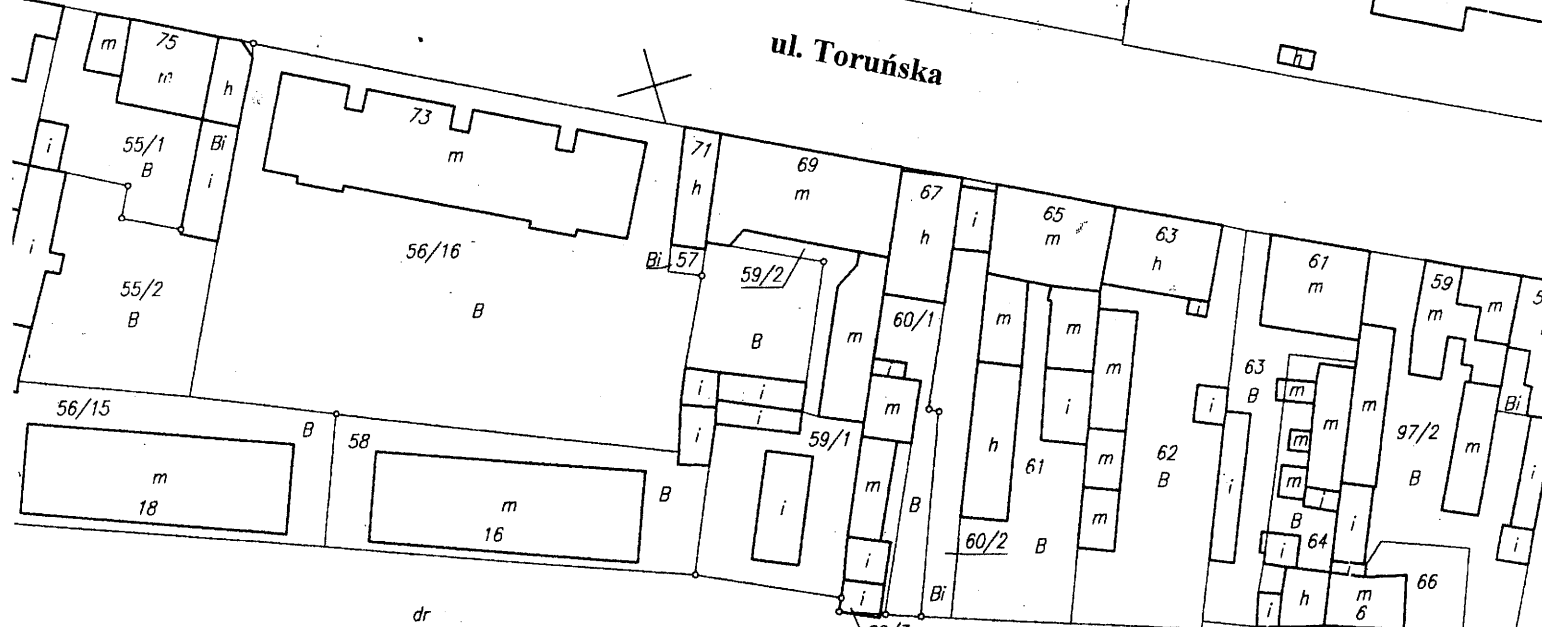 ul. Toruńska
h
m
75
m
h
73
m
55/1
B
Bi
i
i
71
h
69
m
67
h
i
65
m
63
h
i
61
m
59
m
m
i
56/16
B
55/2
B
Bi
57
59/2
B
m
60/1
m
m
m
63
B
m
m
m
m
m
97/2
B
m
Bi
i
56/15
B
58
i
i
i
i
59/1
i
m
h
i
61
m
62
B
i
i
m
18
m
16
B
i
m
B
60/2
B
m
i
B
64
i
i
i
66
i
i
Bi
i
h
m
6
i
dr